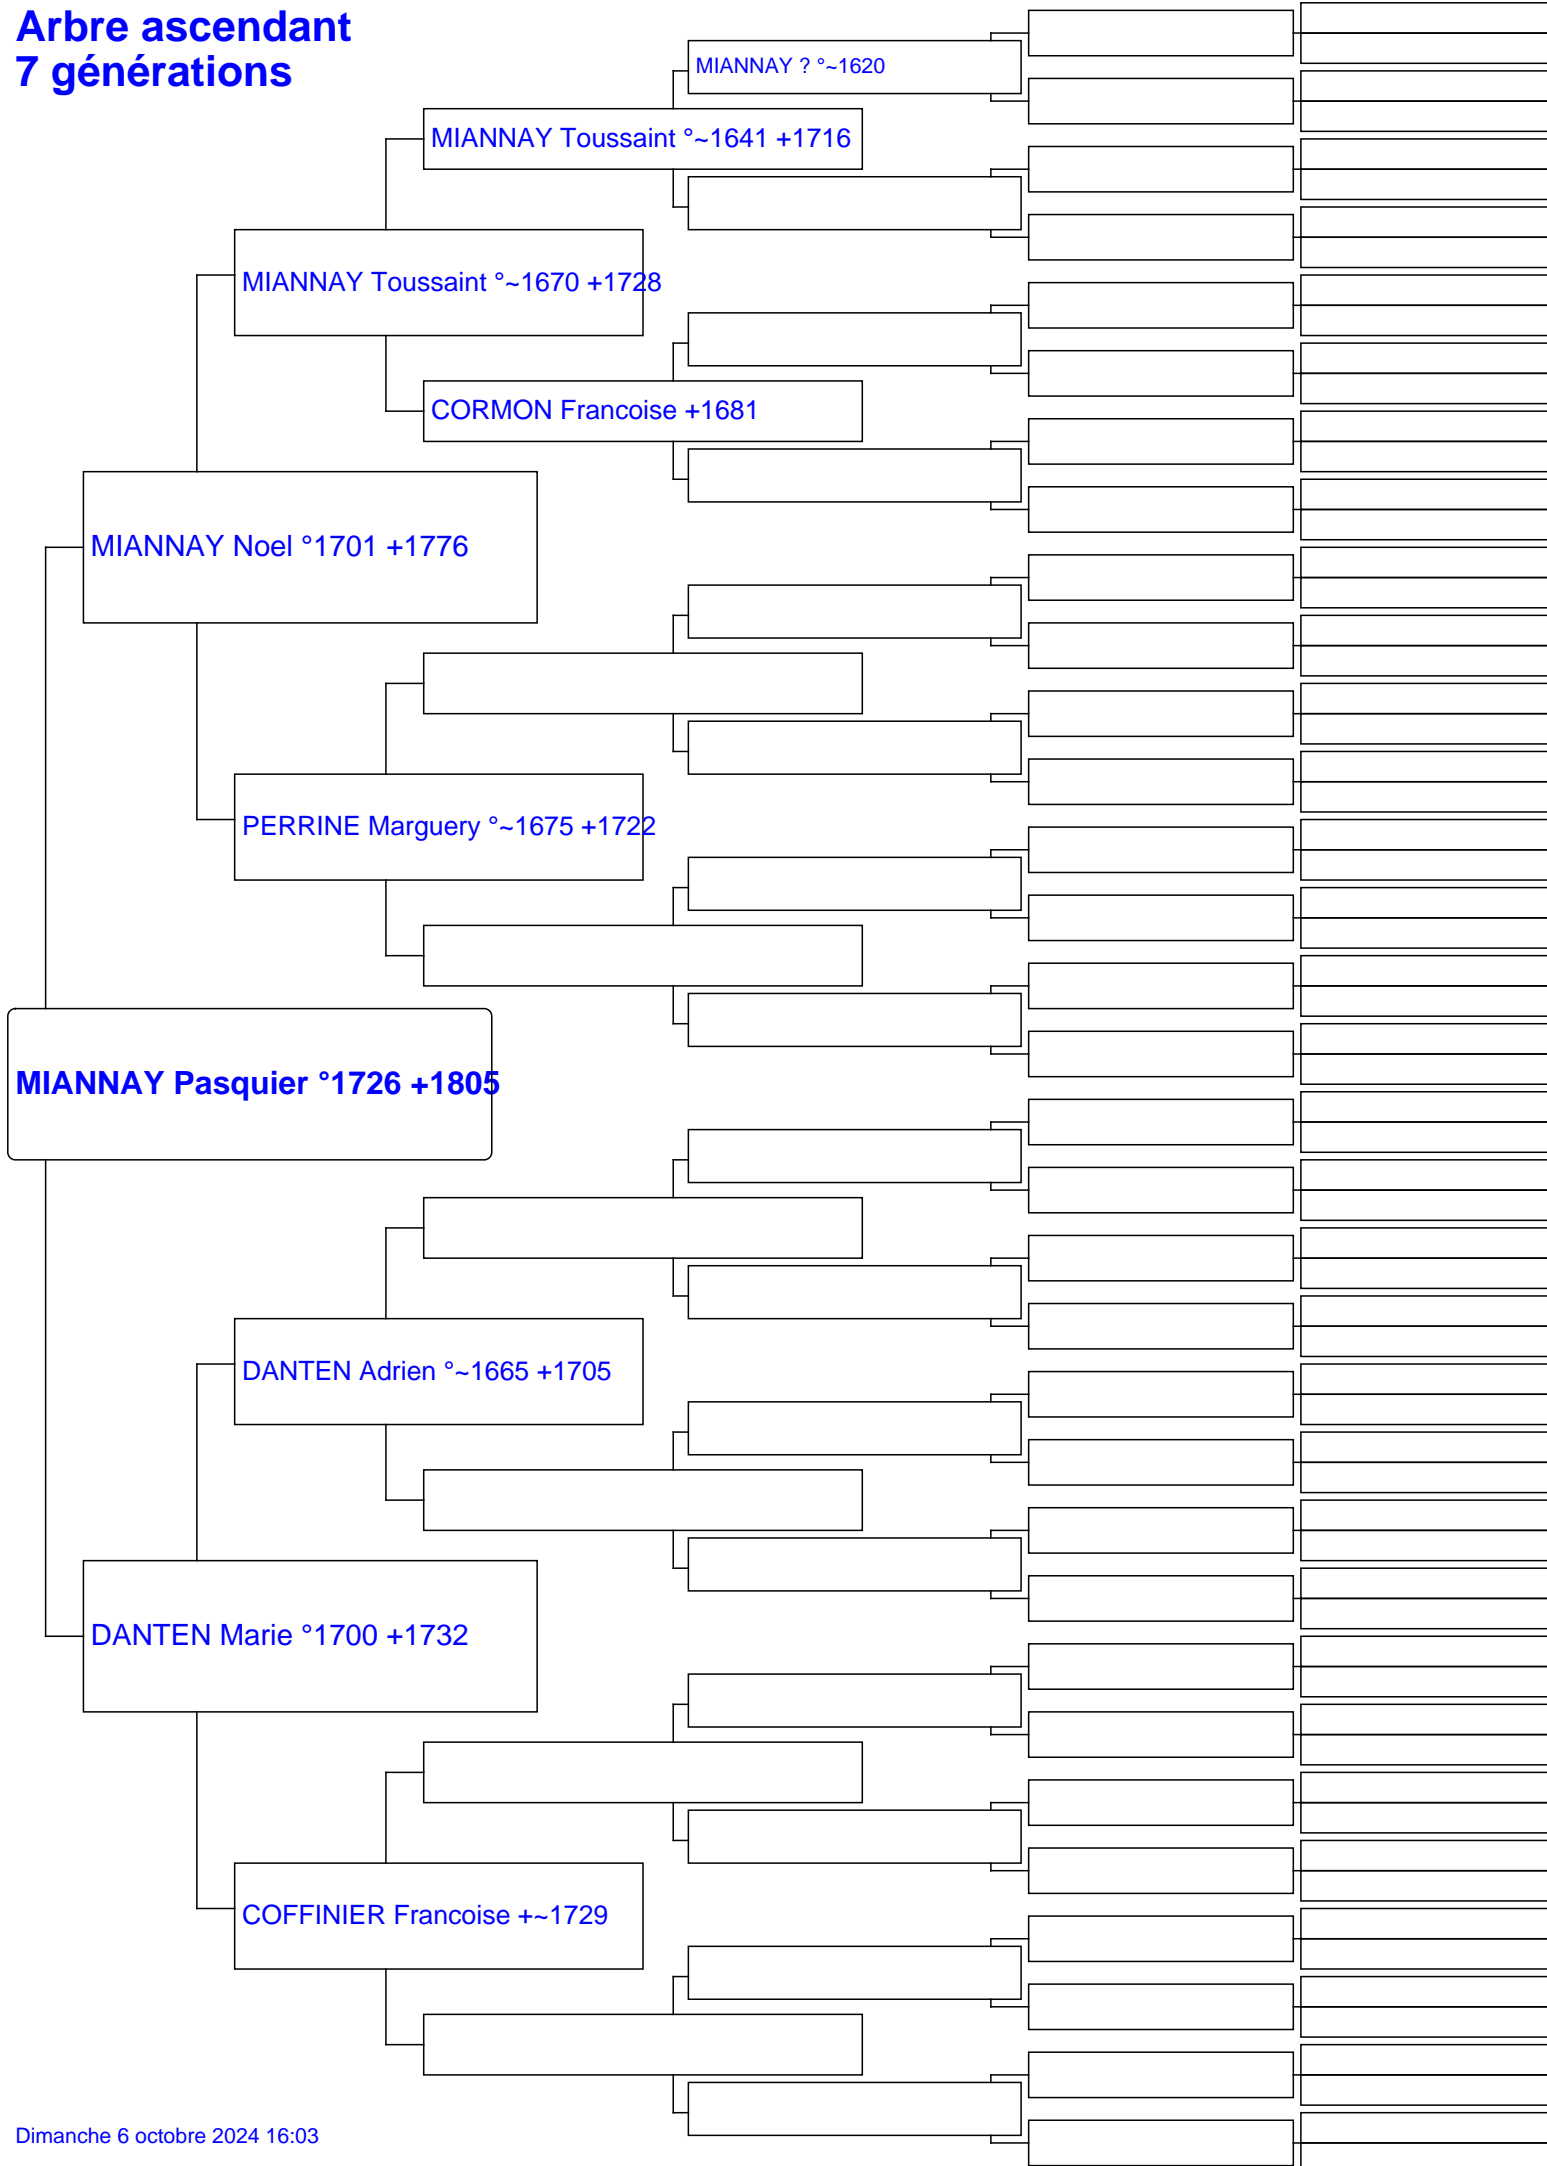 Arbre ascendant
7 générations
MIANNAY ? °~1620
MIANNAY Toussaint °~1641 +1716
MIANNAY Toussaint °~1670 +1728
CORMON Francoise +1681
MIANNAY Noel °1701 +1776
PERRINE Marguery °~1675 +1722
MIANNAY Pasquier °1726 +1805
DANTEN Adrien °~1665 +1705
DANTEN Marie °1700 +1732
COFFINIER Francoise +~1729
Dimanche 6 octobre 2024 16:03